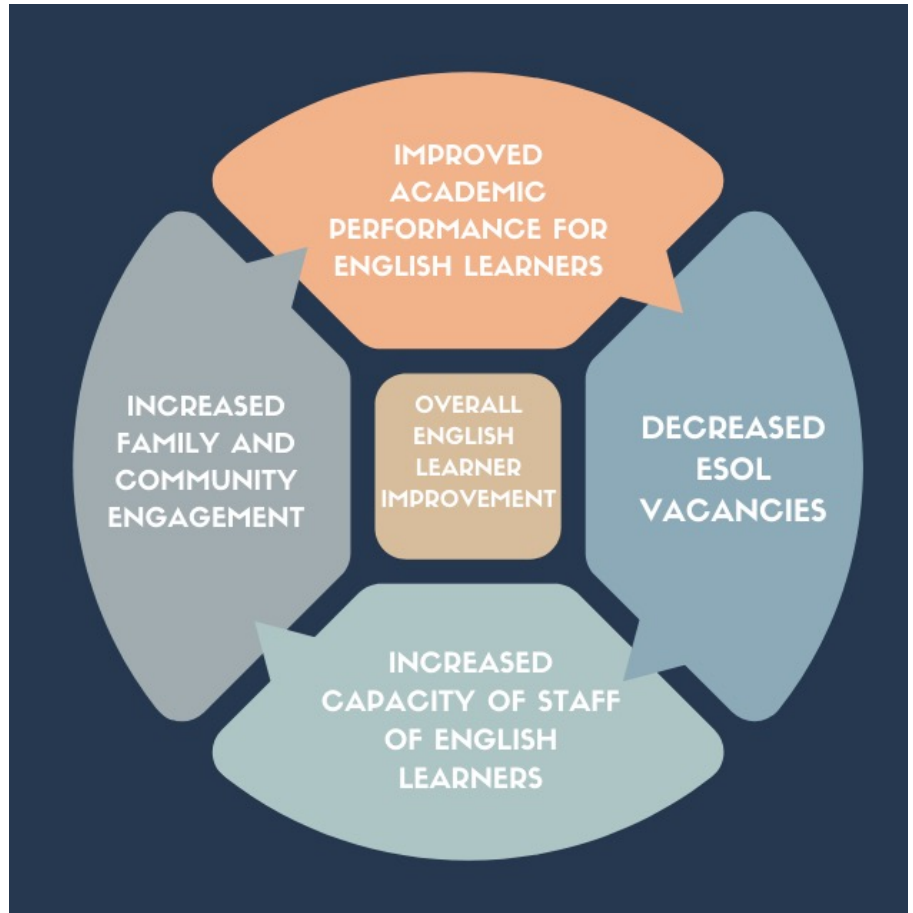 IMPROVED
ACADEMIC
PERFORMANCE FOR
ENGLISH LEARNERS
INCREASED
FAMILY AND
COMMUNITY
ENGAGEMENT
OVERALL
ENGLISH
LEARNER
IMPROVEMENT
DECREASED
ESOL
VACANCIES
INCREASED
CAPACITY OF STAFF
OF ENGLISH
LEARNERS